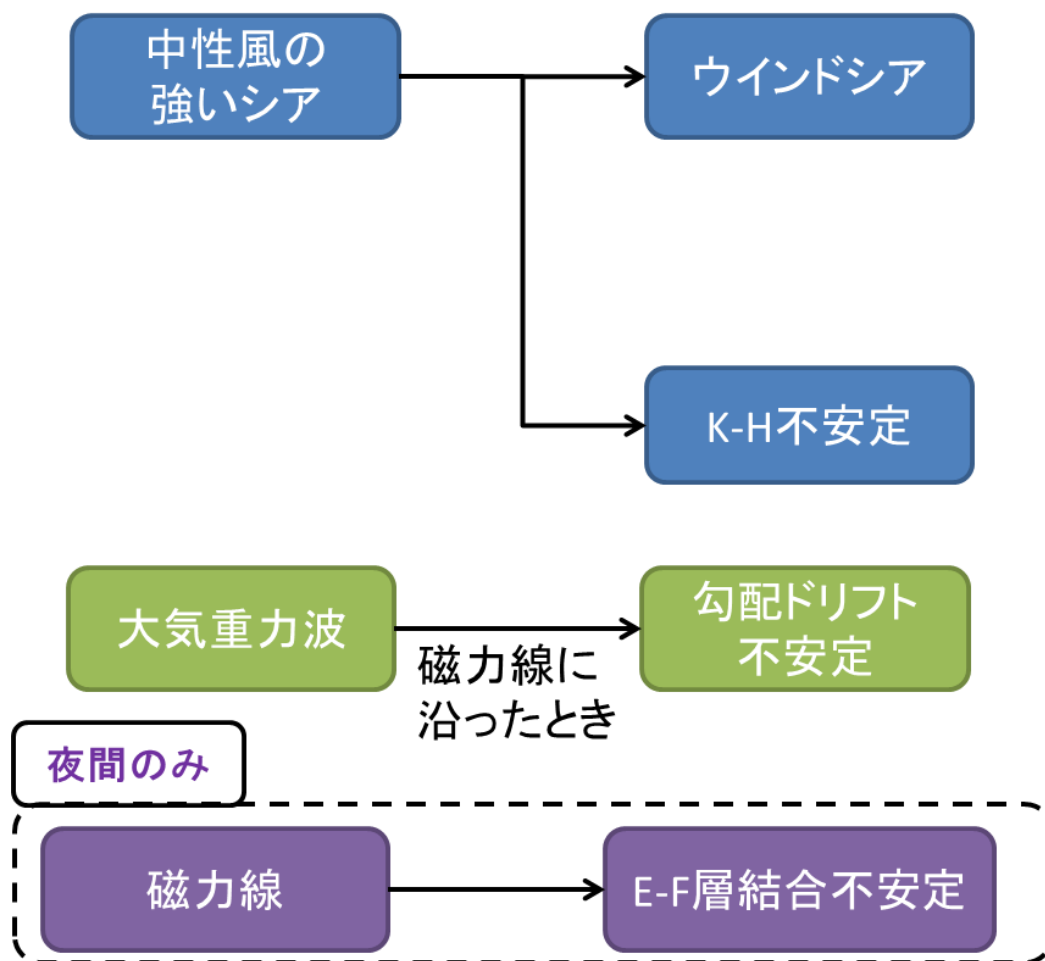 中性風の
強いシア
ウインドシア
K-H不安定
大気重力波
磁力線に
沿ったとき
勾配ドリフト
不安定
夜間のみ
磁力線
E-F層結合不安定